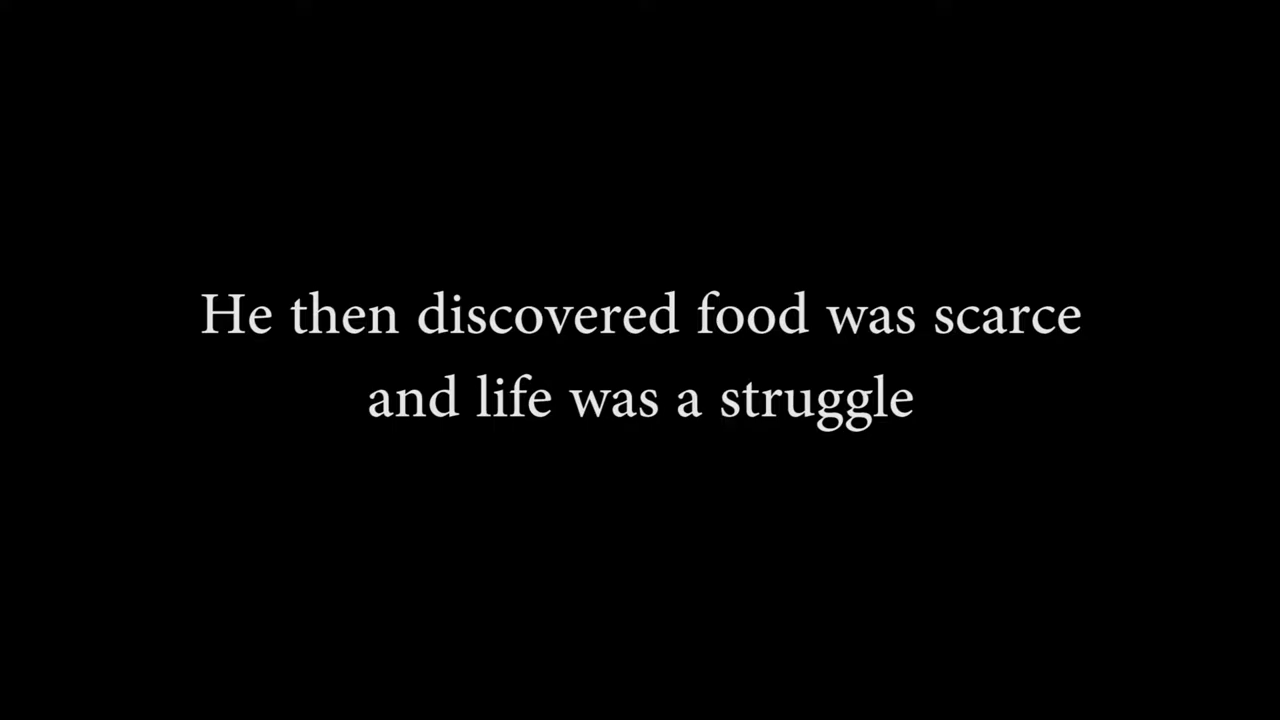 He then discovered food was scarce
and life was a struggle